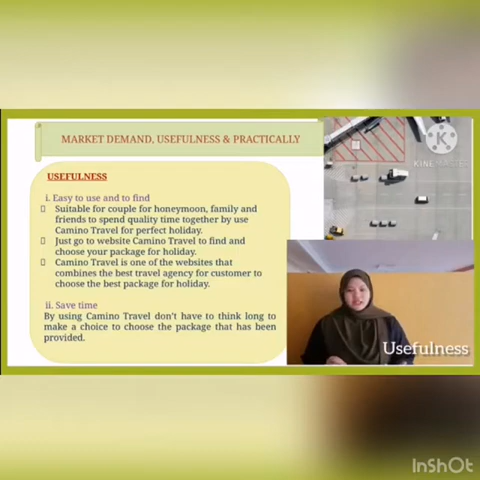 MARKET DEMAND, USEFULNESS & PRACTICALLY
KINEMASTER
USEFULNESS
i. Easy to use and to find
Suitable for couple for honeymoon, family and
friends to spend quality time together by use
Camino Travel for perfect holiday.
Just go to website Camino Travel to find and
choose your package for holiday.
Camino Travel is one of the websites that
combines the best travel agency for customer to
choose the best package for holiday.
ii. Save time
By using Camino Travel don't have to think long to
make a choice to choose the package that has been
provided.
Usefulness
InShOt